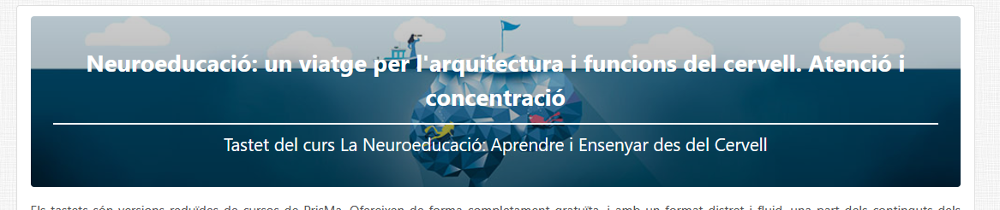 Neuroeducació: un viatge per l'arquitectura i funcions del cervell. Atenció i
concentració
Tastet del curs La Neuroeducació: Aprendre i Ensenyar des del Cervell
Els tastets són versions reduïdes de cursos de PrisMa. Ofereixen de forma completament gratuïta, i amb un format distret i fluid, una part dels continguts dels